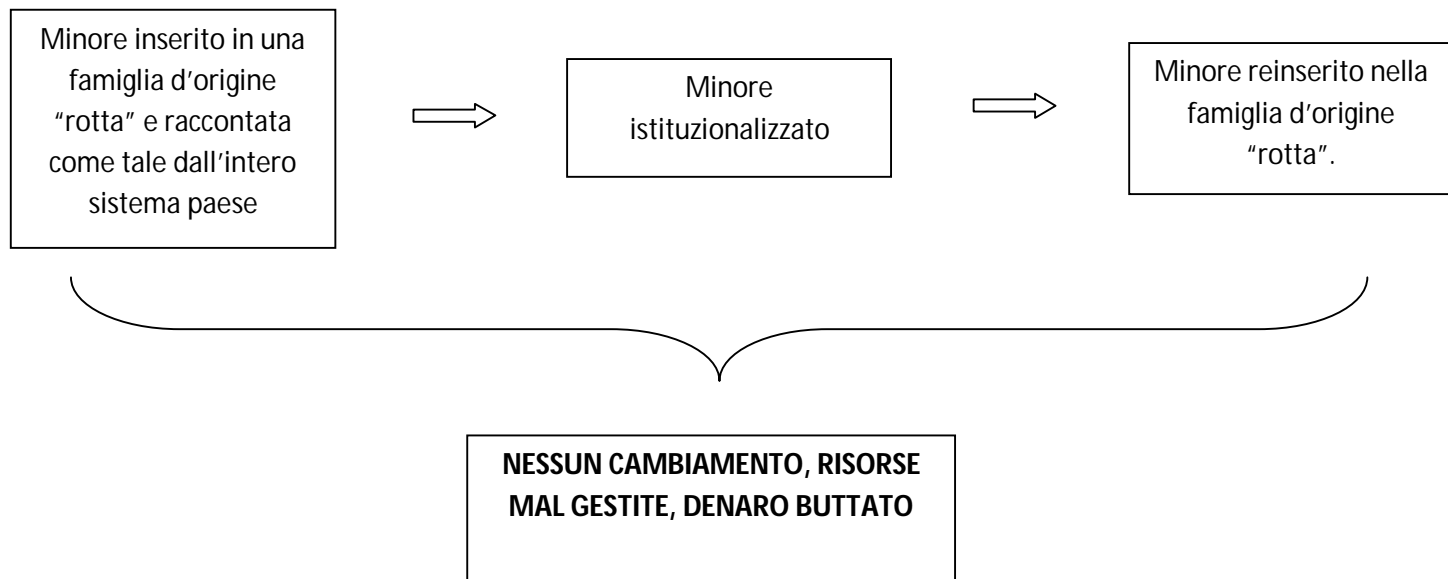 Minore inserito in una
famiglia d'origine
“rotta” e raccontata
come tale dall'intero
sistema paese
Minore
istituzionalizzato
Minore reinserito nella
famiglia d'origine
“rotta”.
NESSUN CAMBIAMENTO, RISORSE
MAL GESTITE, DENARO BUTTATO